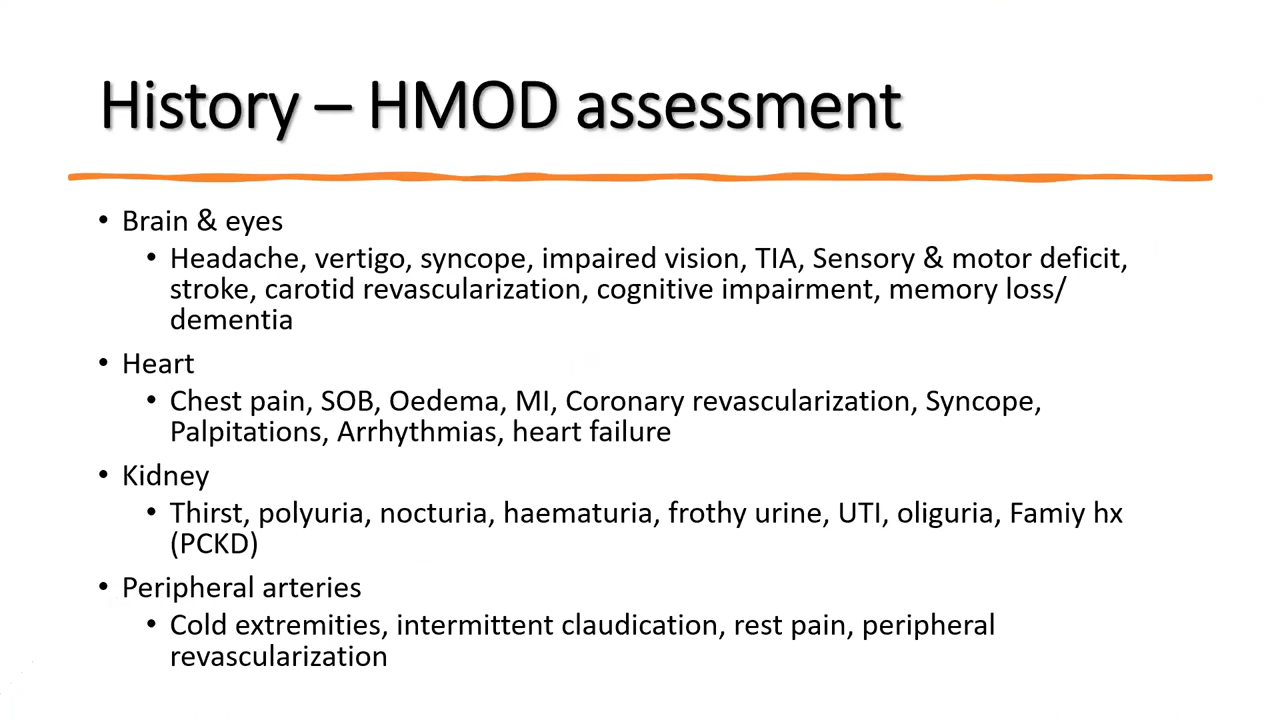 History – HMOD assessment
• Brain & eyes
• Headache, vertigo, syncope, impaired vision, TIA, Sensory & motor deficit,
stroke, carotid revascularization, cognitive impairment, memory loss/
dementia
• Heart
• Chest pain, SOB, Oedema, MI, Coronary revascularization, Syncope,
Palpitations, Arrhythmias, heart failure
• Kidney
• Thirst, polyuria, nocturia, haematuria, frothy urine, UTI, oliguria, Famiy hx
(PCKD)
• Peripheral arteries
• Cold extremities, intermittent claudication, rest pain, peripheral
revascularization